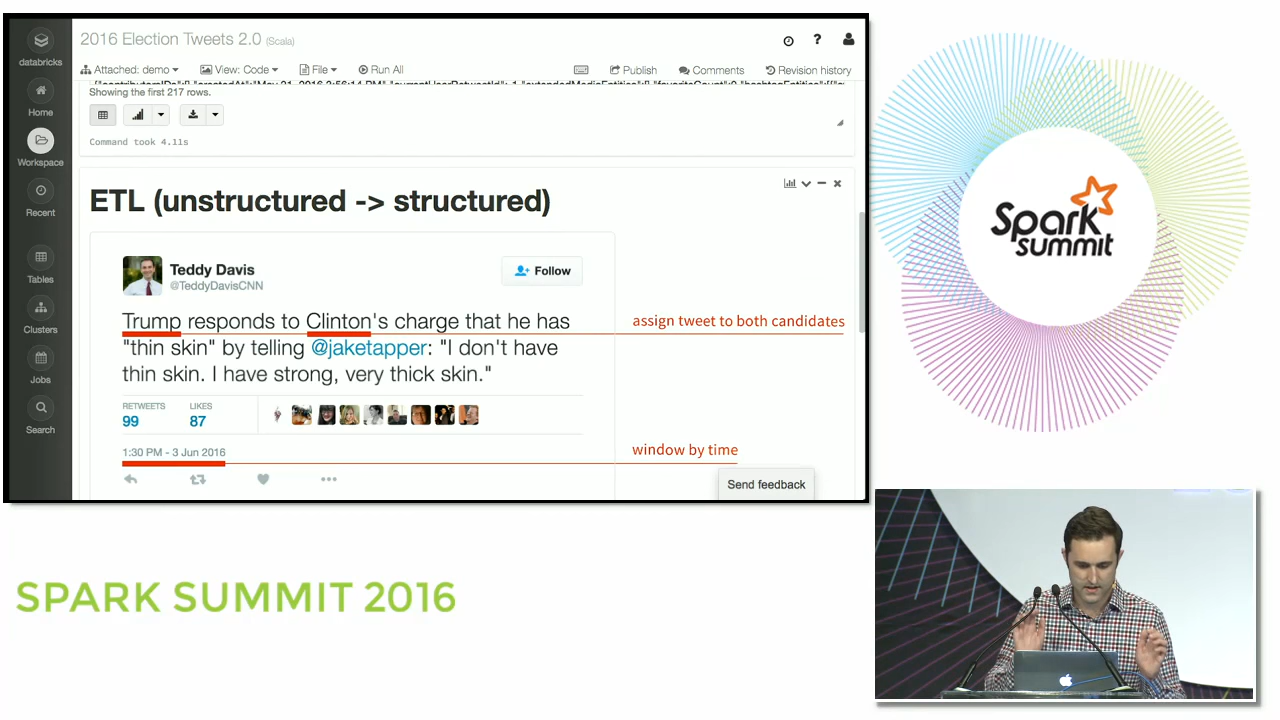 2016 Election Tweets 2.0 (Scala)
databricks
Home
Workspace
Recent
Tables
Clusters
Jobs
Search
Attached: demo
View: Code
File
Run All
Publish
Comments
Revision history
Showing the first 217 rows.
Command took 4.11s
ETL (unstructured -> structured)
Teddy Davis
@TeddyDavisCNN
Follow
Trump responds to Clinton's charge that he has
"thin skin" by telling @jaketapper: "I don't have
thin skin. I have strong, very thick skin."
assign tweet to both candidates
RETWEETS
99
LIKES
87
1:30 PM - 3 Jun 2016
window by time
Send feedback
Spark
summit
SPARK SUMMIT 2016